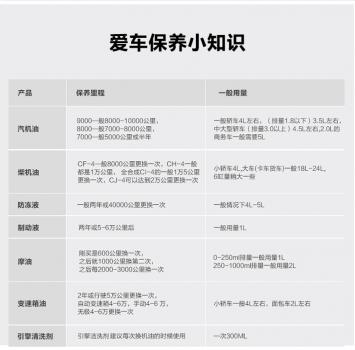 爱车保养小知识
产品 保养里程 一般用量
汽机油
9000一般8000-10000公里,
8000一般7000-8000公里,
7000一般5000公里或半年
一般轿车4L左右,(排量1.8以下)3.5L左右,
中大型轿车(排量3.0以上)4.5L左右,2.0L的
商务车一般需要5L
柴机油
CF-4一般8000公里更换一次,CH-4一般
都是1万公里, 全合成CI-4的一般1万5公里
更换一次, CJ-4可以达到2万公里更换一次
小轿车4L,大车(卡车货车)一般18L-24L,
6缸量稍大一些
防冻液 一般两年或40000公里更换一次 一般情况下4L-5L
制动液 两年或5-6万公里后 一般用量1L
摩油
刚买是600公里换一次,
之后就1000公里换第二次,
之后每2000-3000公里换一次
0-250ml排量一般用量1L
250-1000ml排量一般用量2L
变速箱油
2年或行驶5万公里更换一次,
自动变速箱4-6万,手动4-6 万,
无极4-6万更换一次
小轿车一般4L左右,面包车2L左右
引擎清洗剂 引擎清洗剂 建议每次换机油的时候使用 一次300ML